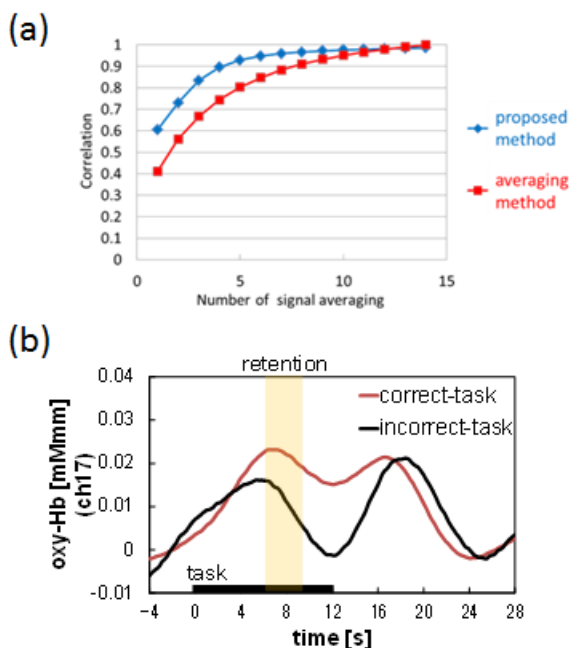 (a)
1
0.9
0.8
0.7
0.6
0.5
0.4
0.3
0.2
0.1
0
Correlation
0 5 10 15
Number of signal averaging
proposed
method
averaging
method
(b)
retention
0.04
0.03
0.02
0.01
0
-0.01
oxy-Hb [mMmm]
(ch17)
correct-task
incorrect-task
task
−4 0 4 8 12 16 20 24 28
time [s]